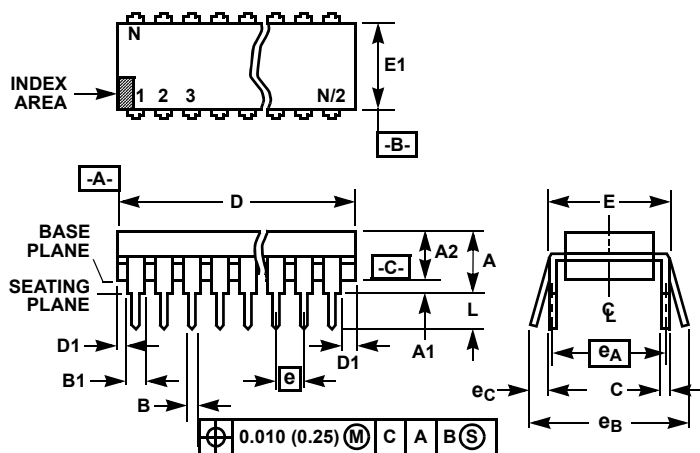 N
E1
INDEX
AREA
1 2 3 N/2
-B-
-A-
D
E
BASE
PLANE
A2
A
-C-
SEATING
PLANE
L
C̵L
D1
A1
D1
eA
B1
e
eC
C
B
eB
⌖ 0.010 (0.25) Ⓜ C A B Ⓢ